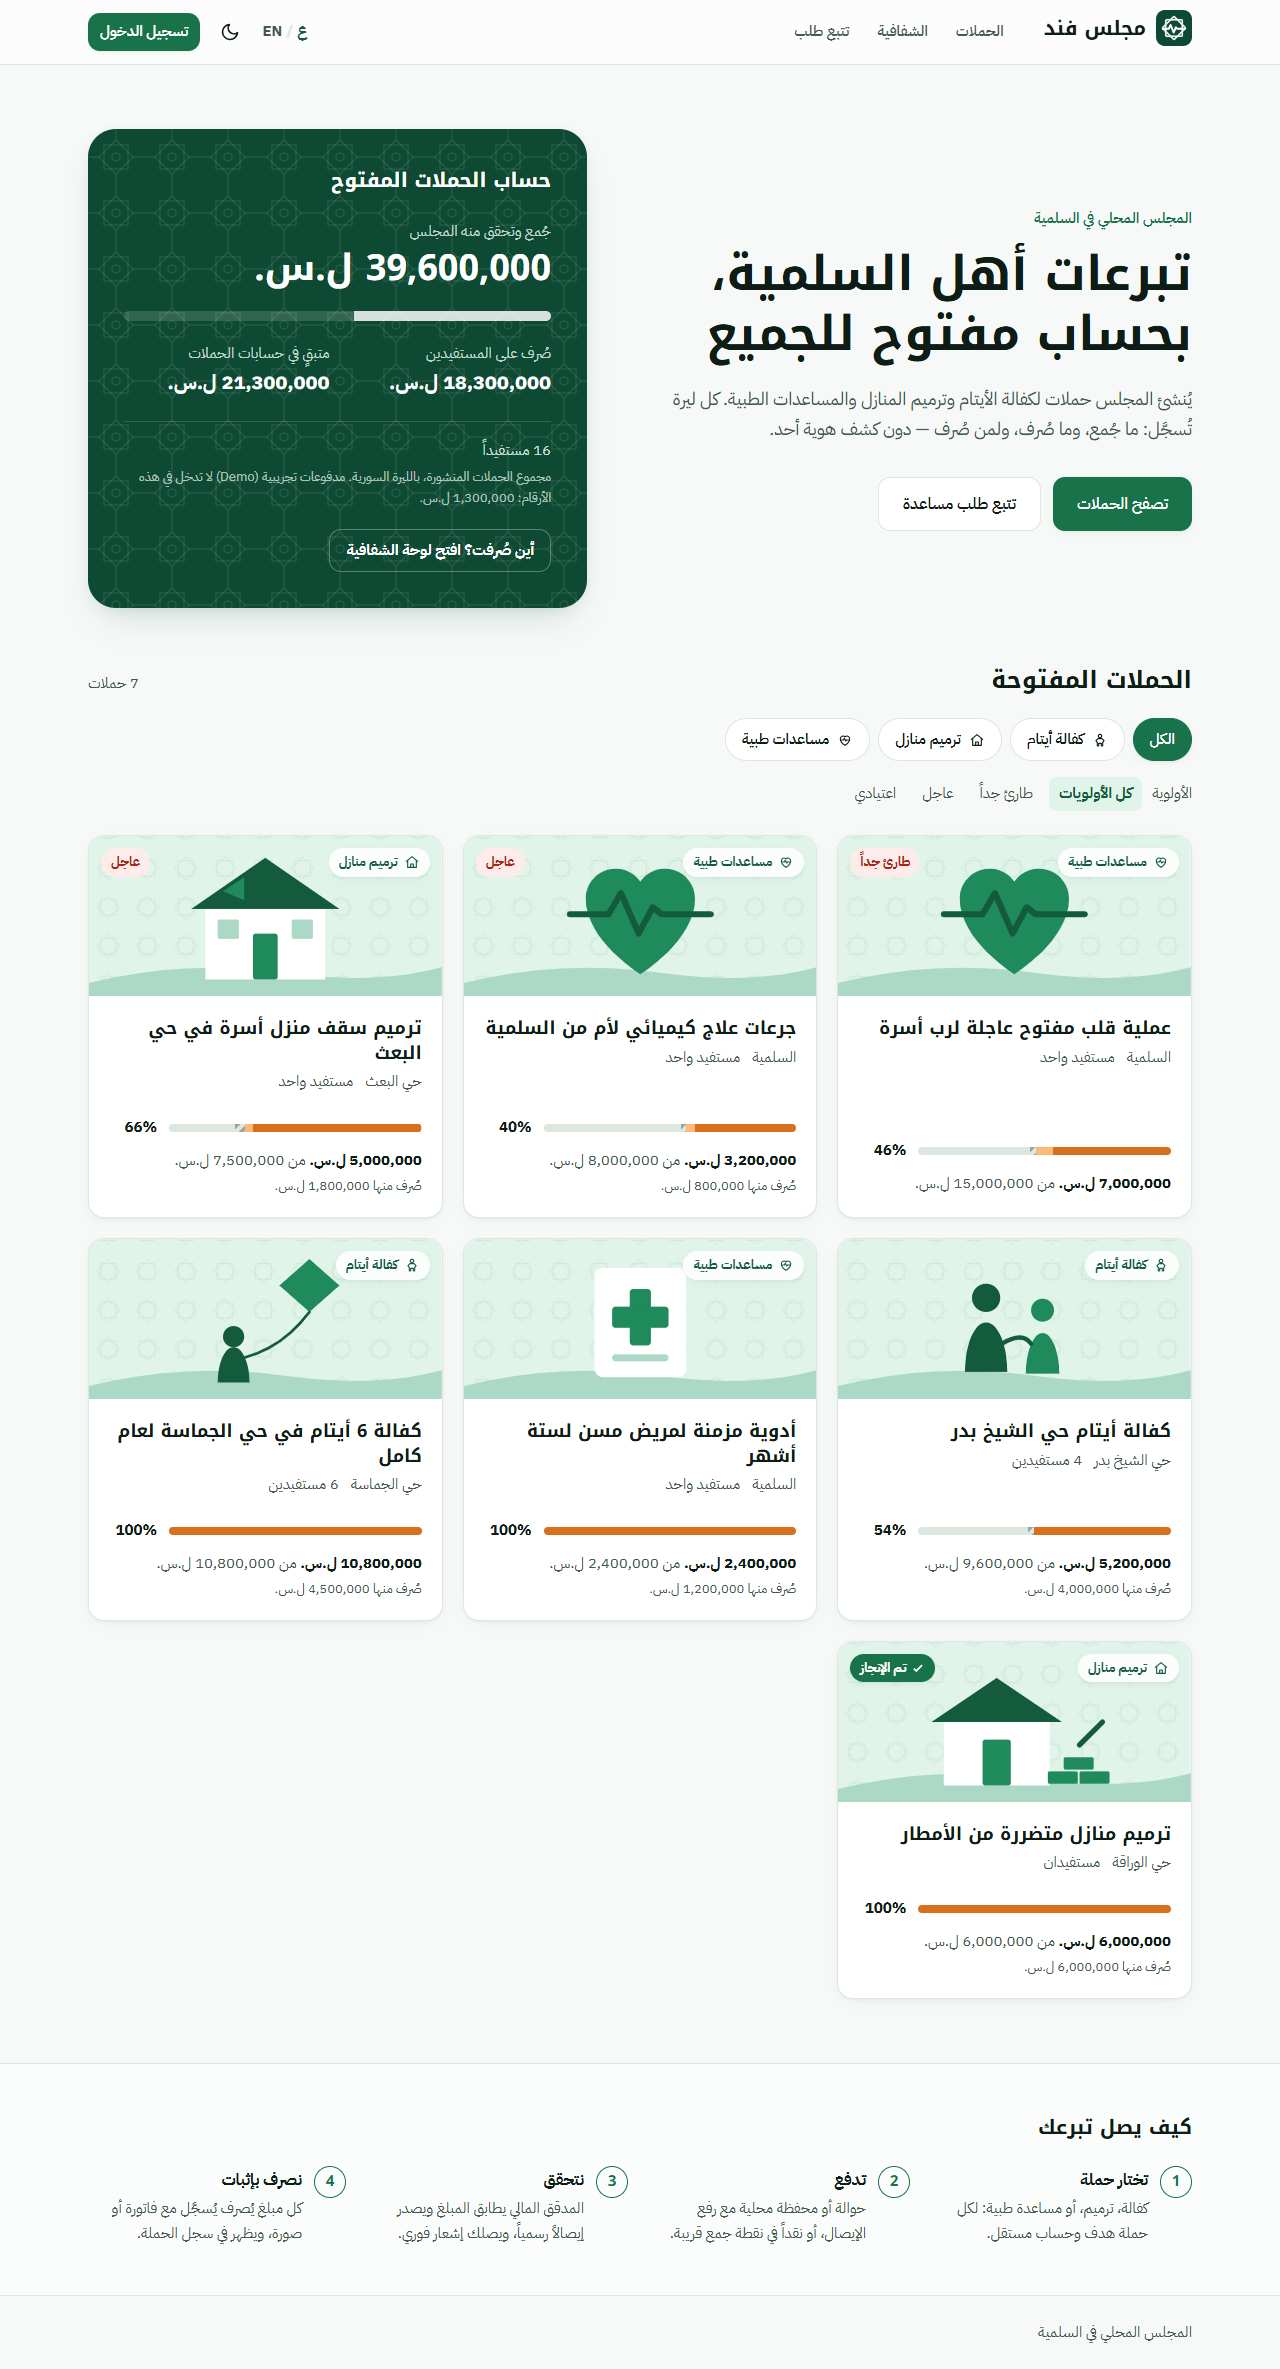 مجلس فند
الحملات
الشفافية
تتبع طلب
ع / EN
تسجيل الدخول
المجلس المحلي في السلمية
تبرعات أهل السلمية،
بحساب مفتوح للجميع
يُنشئ المجلس حملات لكفالة الأيتام وترميم المنازل والمساعدات الطبية. كل ليرة
تُسجَّل: ما جُمع، وما صُرف، ولمن صُرف — دون كشف هوية أحد.
تصفح الحملات
تتبع طلب مساعدة
حساب الحملات المفتوح
جُمع وتحقق منه المجلس
39,600,000 ل.س.
صُرف على المستفيدين
18,300,000 ل.س.
متبقٍ في حسابات الحملات
21,300,000 ل.س.
16 مستفيداً
مجموع الحملات المنشورة، بالليرة السورية. مدفوعات تجريبية (Demo) لا تدخل في هذه
الأرقام: 1,300,000 ل.س.
أين صُرفت؟ افتح لوحة الشفافية
الحملات المفتوحة
7 حملات
الكل
كفالة أيتام
ترميم منازل
مساعدات طبية
الأولوية
كل الأولويات
طارئ جداً
عاجل
اعتيادي
مساعدات طبية
طارئ جداً
عملية قلب مفتوح عاجلة لرب أسرة
السلمية مستفيد واحد
46%
7,000,000 ل.س. من 15,000,000 ل.س.
مساعدات طبية
عاجل
جرعات علاج كيميائي لأم من السلمية
السلمية مستفيد واحد
40%
3,200,000 ل.س. من 8,000,000 ل.س.
صُرف منها 800,000 ل.س.
ترميم منازل
عاجل
ترميم سقف منزل أسرة في حي
البعث
حي البعث مستفيد واحد
66%
5,000,000 ل.س. من 7,500,000 ل.س.
صُرف منها 1,800,000 ل.س.
كفالة أيتام
كفالة أيتام حي الشيخ بدر
حي الشيخ بدر 4 مستفيدين
54%
5,200,000 ل.س. من 9,600,000 ل.س.
صُرف منها 4,000,000 ل.س.
مساعدات طبية
أدوية مزمنة لمريض مسن لستة
أشهر
السلمية مستفيد واحد
100%
2,400,000 ل.س. من 2,400,000 ل.س.
صُرف منها 1,200,000 ل.س.
كفالة أيتام
كفالة 6 أيتام في حي الجماسة لعام
كامل
حي الجماسة 6 مستفيدين
100%
10,800,000 ل.س. من 10,800,000 ل.س.
صُرف منها 4,500,000 ل.س.
ترميم منازل
تم الإنجاز
ترميم منازل متضررة من الأمطار
حي الوراقة مستفيدان
100%
6,000,000 ل.س. من 6,000,000 ل.س.
صُرف منها 6,000,000 ل.س.
كيف يصل تبرعك
1
تختار حملة
كفالة، ترميم، أو مساعدة طبية: لكل
حملة هدف وحساب مستقل.
2
تدفع
حوالة أو محفظة محلية مع رفع
الإيصال، أو نقداً في نقطة جمع قريبة.
3
نتحقق
المدقق المالي يطابق المبلغ ويصدر
إيصالاً رسمياً، ويصلك إشعار فوري.
4
نصرف بإثبات
كل مبلغ يُصرف يُسجَّل مع فاتورة أو
صورة، ويظهر في سجل الحملة.
المجلس المحلي في السلمية